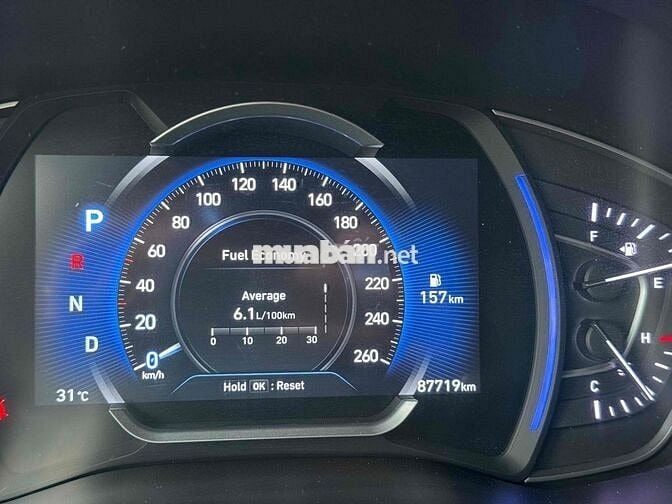 120 140
100 160
80 180
60 200
40 220
20 240
0 260
km/h
P
R
N
D
Fuel Economy
muaban.net
Average
6.1L/100km
0 10 20 30
Hold OK : Reset
157km
31℃
87719km
F
E
H
C